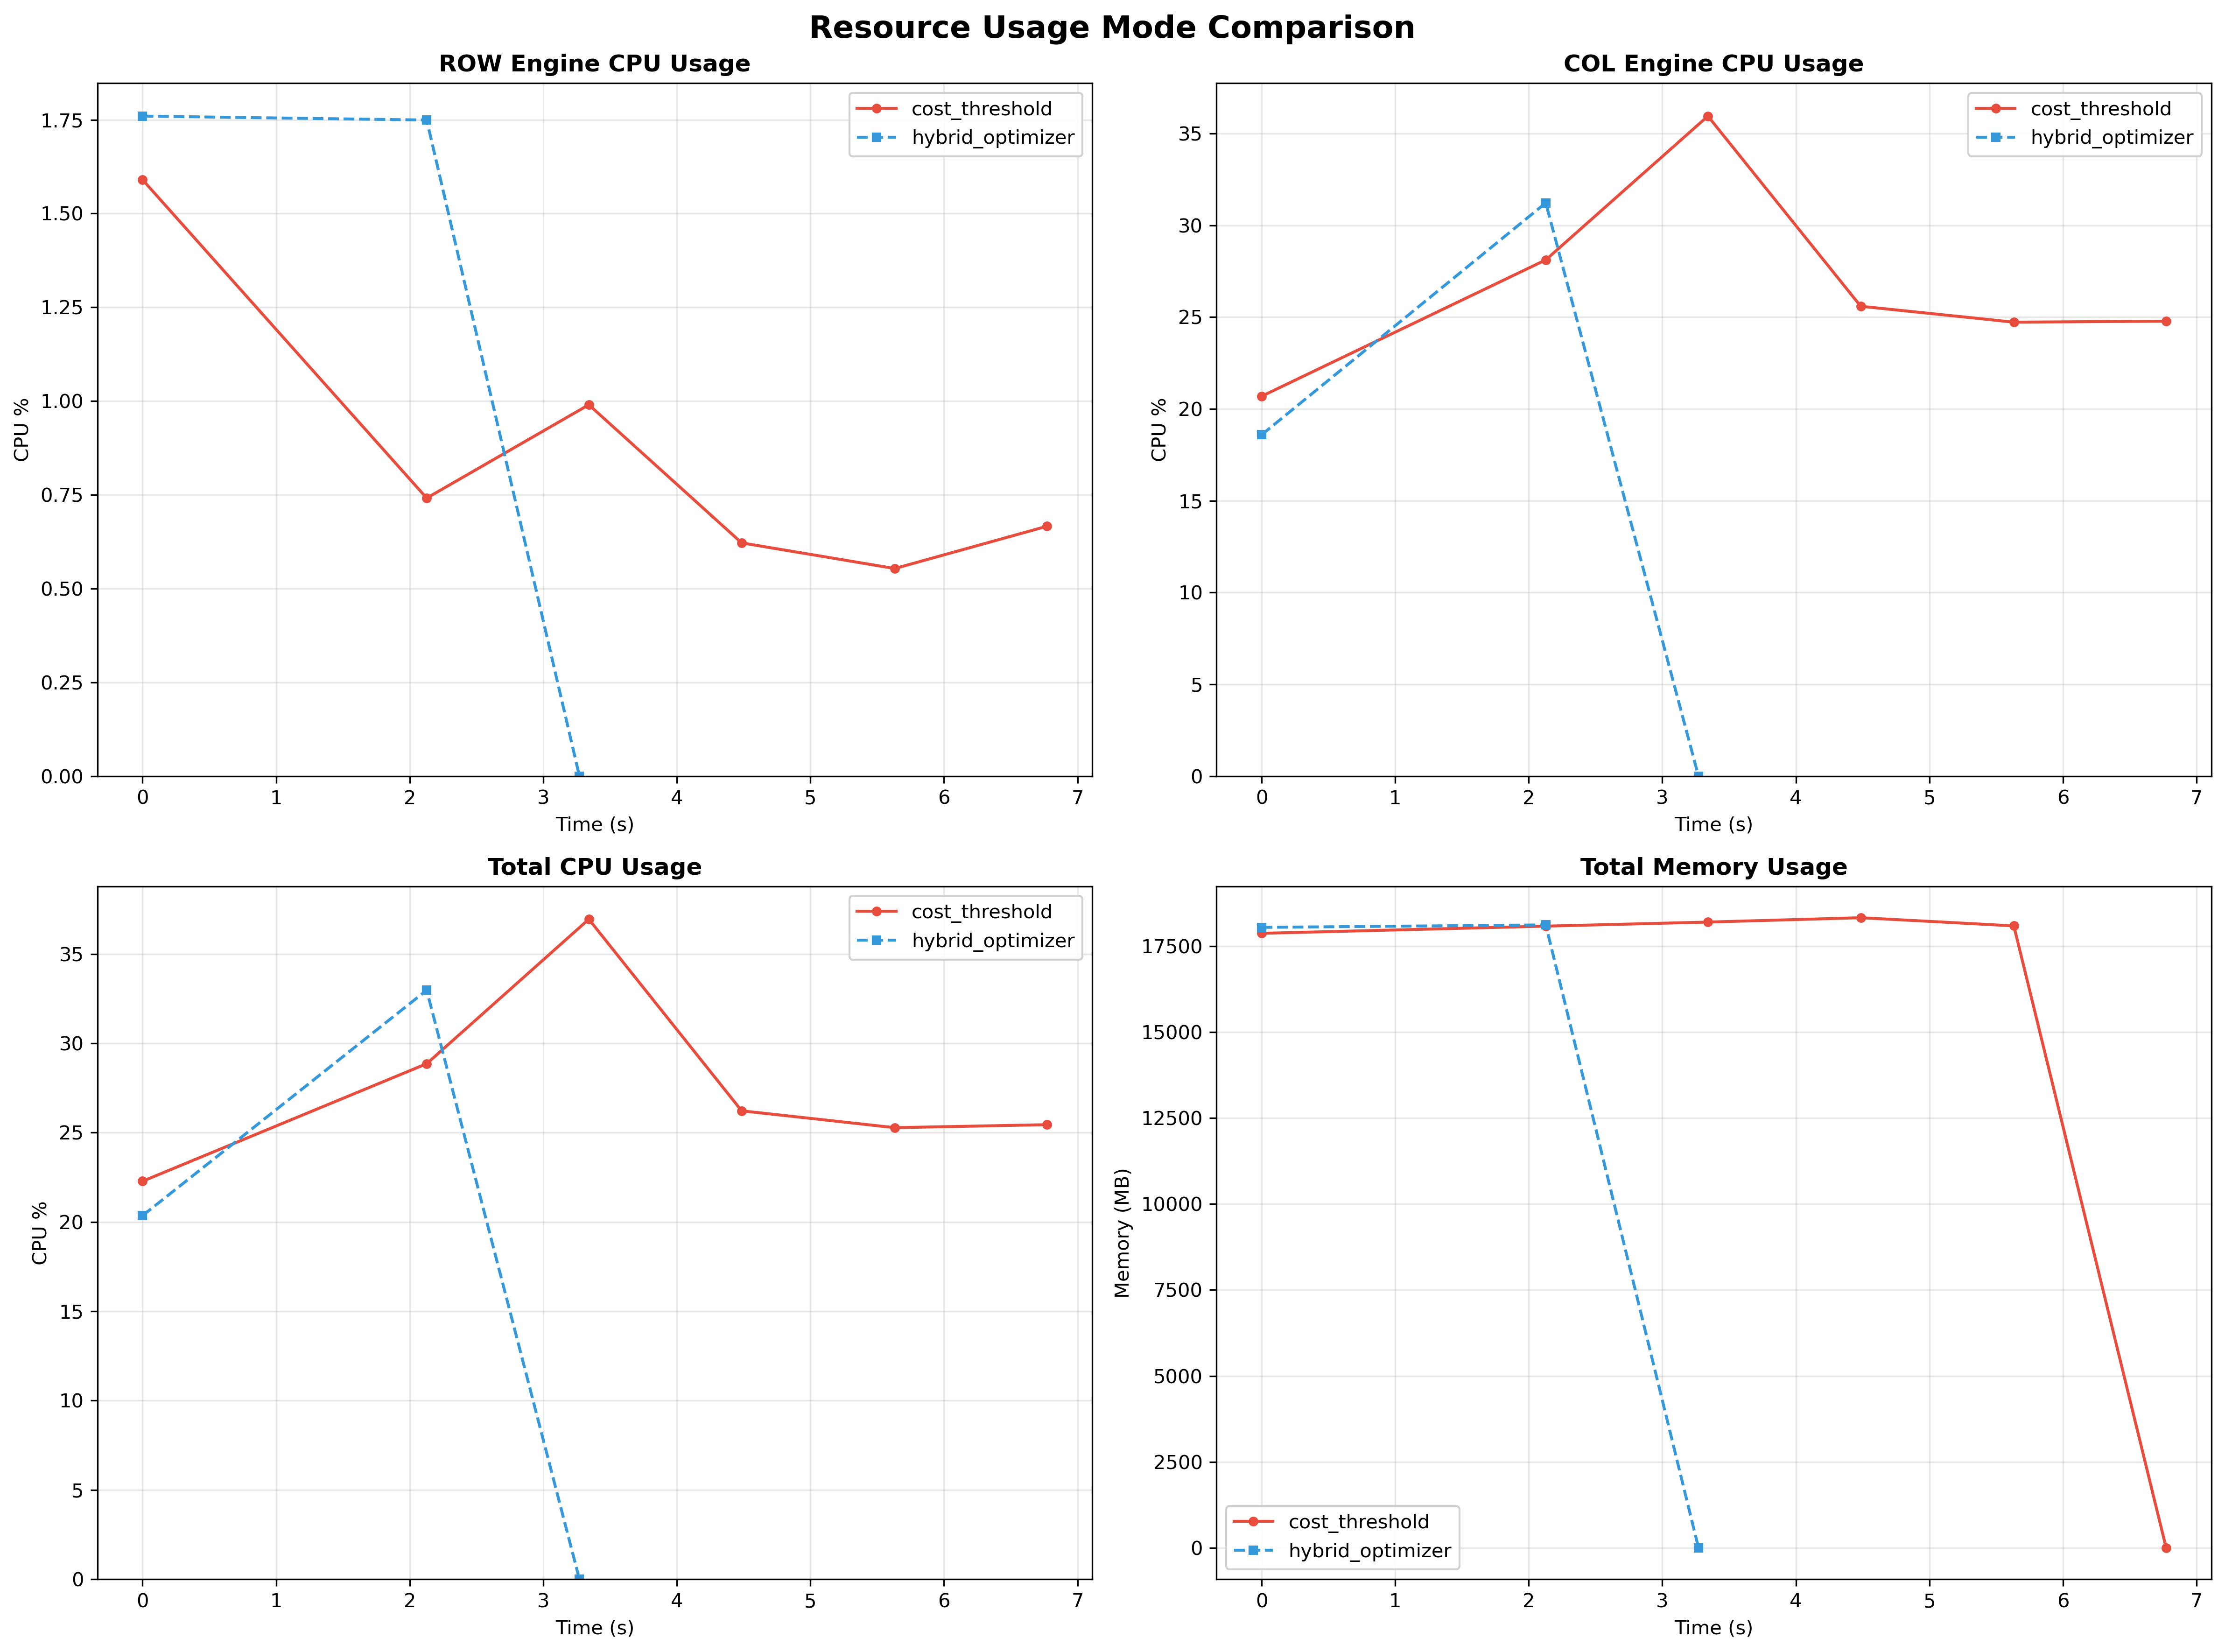 Resource Usage Mode Comparison
ROW Engine CPU Usage
cost_threshold
hybrid_optimizer
CPU %
1.75
1.50
1.25
1.00
0.75
0.50
0.25
0.00
0 1 2 3 4 5 6 7
Time (s)
COL Engine CPU Usage
cost_threshold
hybrid_optimizer
CPU %
35
30
25
20
15
10
5
0
0 1 2 3 4 5 6 7
Time (s)
Total CPU Usage
cost_threshold
hybrid_optimizer
CPU %
35
30
25
20
15
10
5
0
0 1 2 3 4 5 6 7
Time (s)
Total Memory Usage
Memory (MB)
17500
15000
12500
10000
7500
5000
2500
0
cost_threshold
hybrid_optimizer
0 1 2 3 4 5 6 7
Time (s)